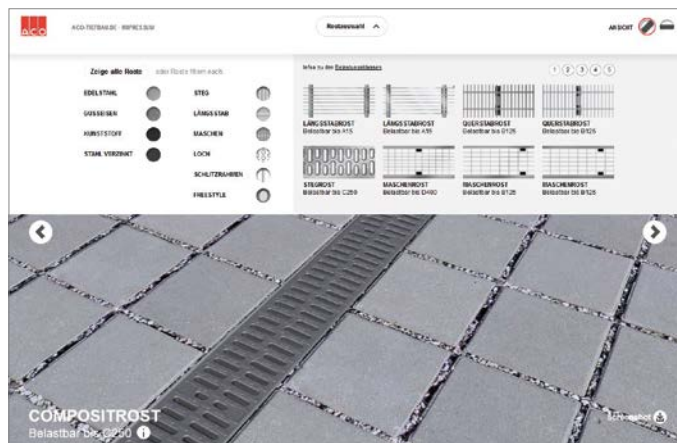 ACO
ACO-TIEFBAU.DE · IMPRESSUM
Rostauswahl
ANSICHT
Zeige alle Roste
oder Roste filtern nach:
EDELSTAHL
GUSSEISEN
KUNSTSTOFF
STAHL VERZINKT
STEG
LÄNGSSTAB
MASCHEN
LOCH
SCHLITZRAHMEN
FREESTYLE
Infos zu den Belastungsklassen
1 2 3 4 5
LÄNGSSTABROST
Belastbar bis A15
LÄNGSSTABROST
Belastbar bis A15
QUERSTABROST
Belastbar bis B125
QUERSTABROST
Belastbar bis B125
STEGROST
Belastbar bis C250
MASCHENROST
Belastbar bis D400
MASCHENROST
Belastbar bis B125
MASCHENROST
Belastbar bis B125
COMPOSITROST
Belastbar bis C250
Screenshot